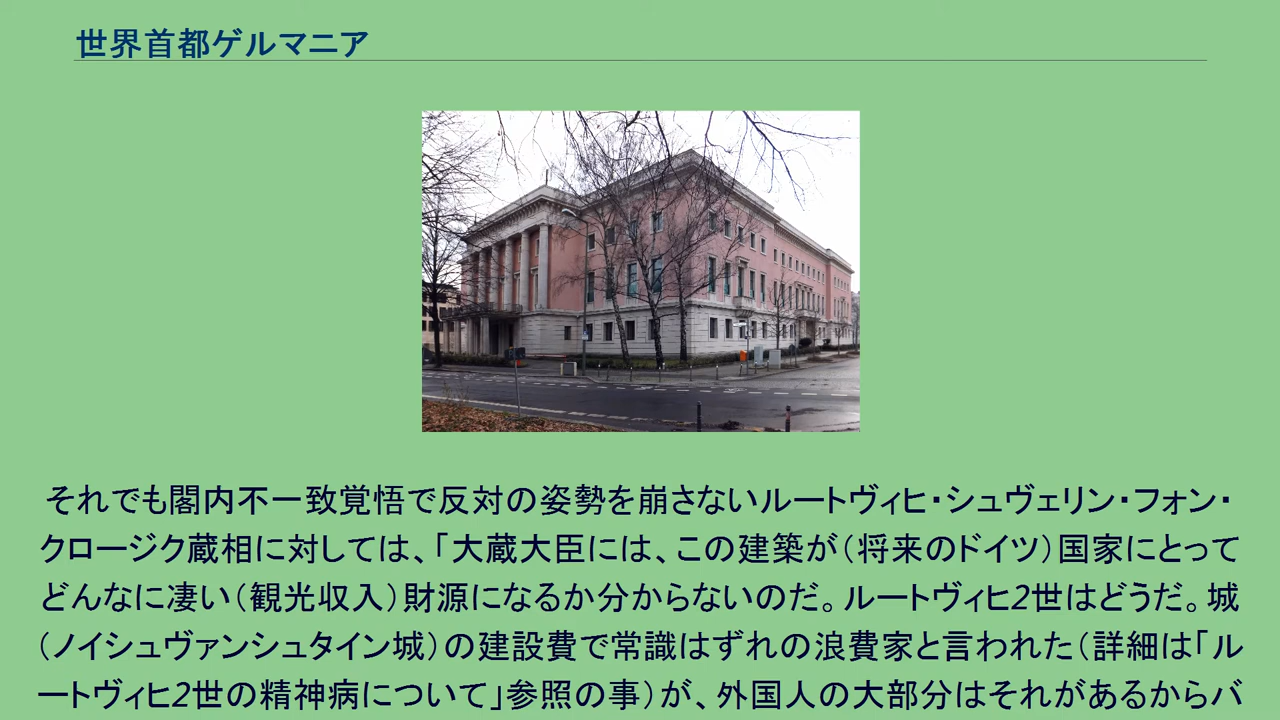 世界首都ゲルマニア
それでも閣内不一致覚悟で反対の姿勢を崩さないルートヴィヒ・シュヴェリン・フォン・
クロージク蔵相に対しては、「大蔵大臣には、この建築が（将来のドイツ）国家にとって
どんなに凄い（観光収入）財源になるか分からないのだ。ルートヴィヒ2世はどうだ。城
（ノイシュヴァンシュタイン城）の建設費で常識はずれの浪費家と言われた（詳細は「ル
ートヴィヒ2世の精神病について」参照の事）が、外国人の大部分はそれがあるからバ